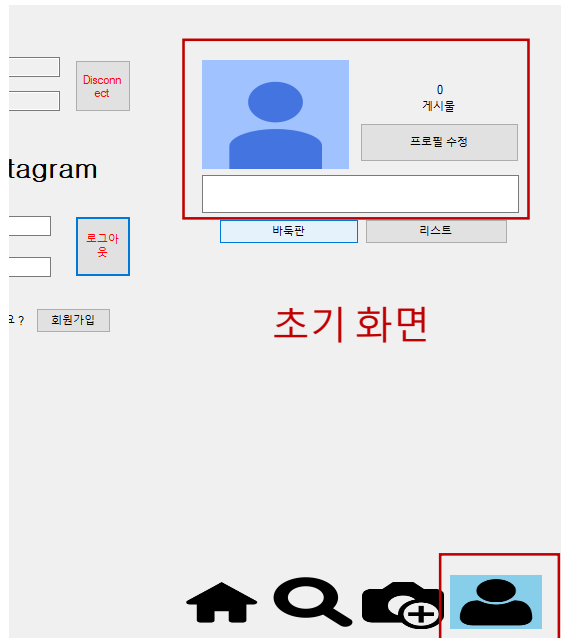 Disconn
ect
tagram
로그아
웃
요 ?
회원가입
0
게시물
프로필 수정
바둑판
리스트
초기 화면